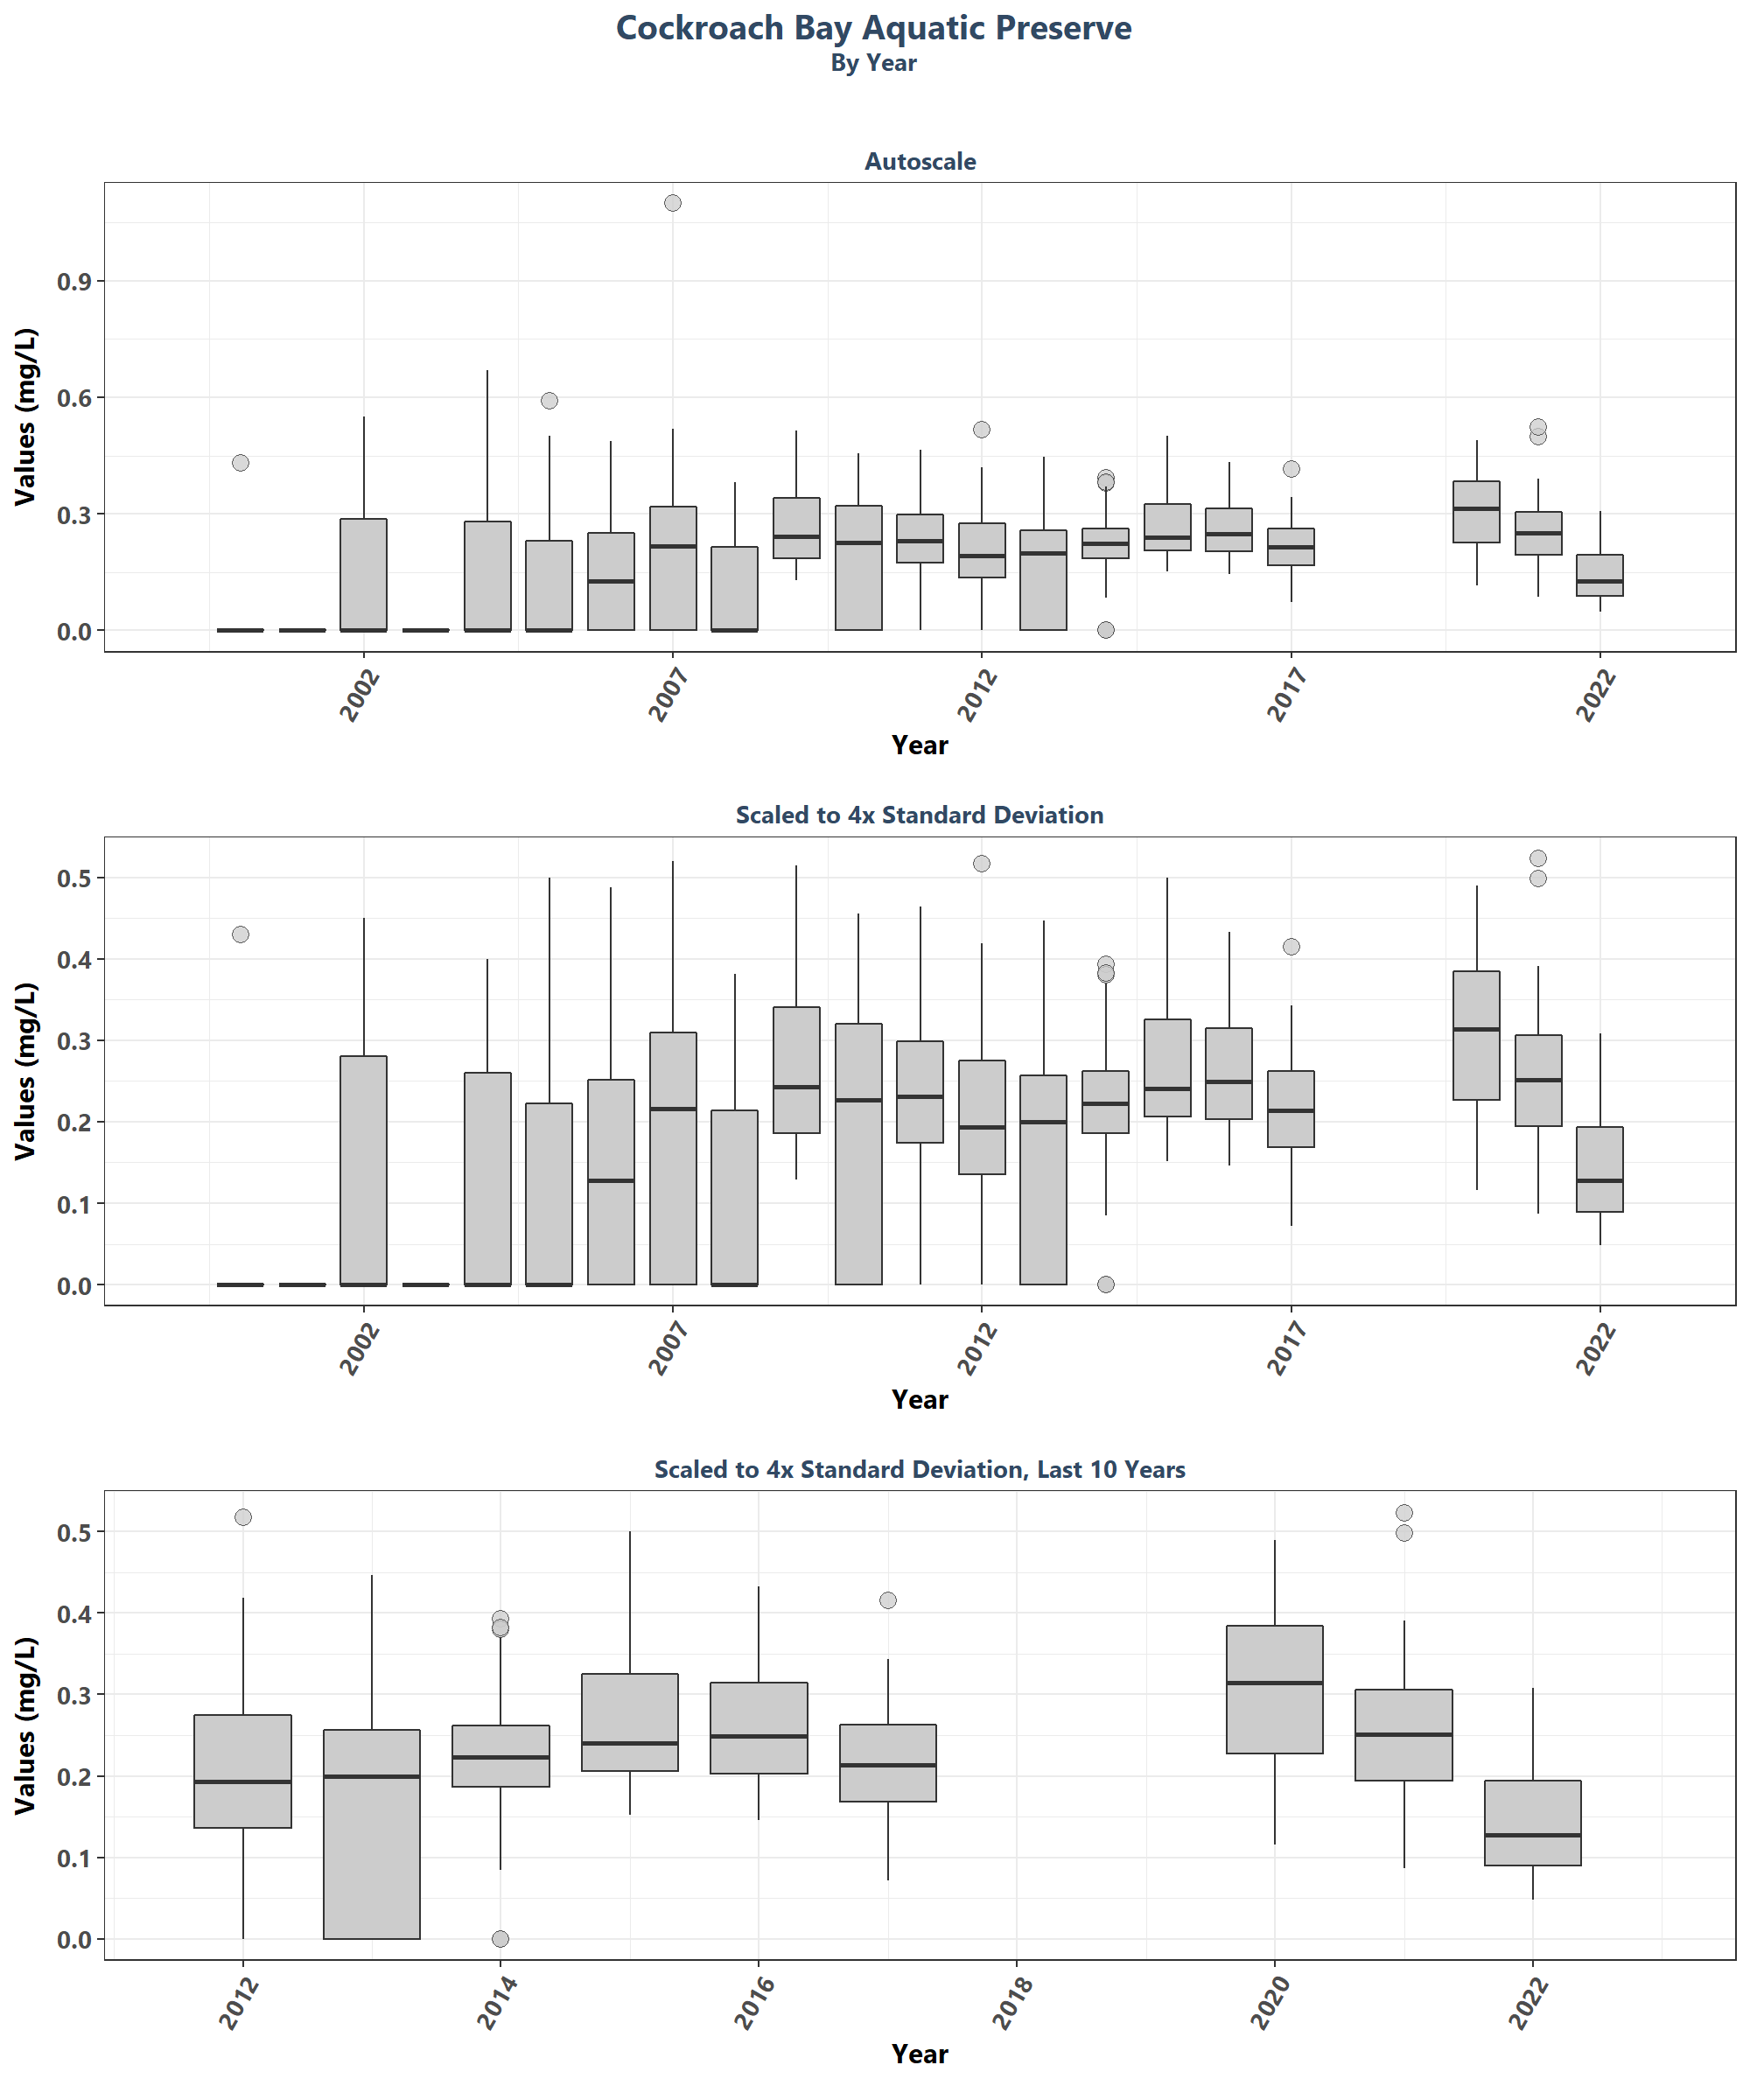 Cockroach Bay Aquatic Preserve
By Year
Autoscale
Values (mg/L)
0.9
0.6
0.3
0.0
2002
2007
2012
2017
2022
Year
Scaled to 4x Standard Deviation
Values (mg/L)
0.5
0.4
0.3
0.2
0.1
0.0
2002
2007
2012
2017
2022
Year
Scaled to 4x Standard Deviation, Last 10 Years
Values (mg/L)
0.5
0.4
0.3
0.2
0.1
0.0
2012
2014
2016
2018
2020
2022
Year